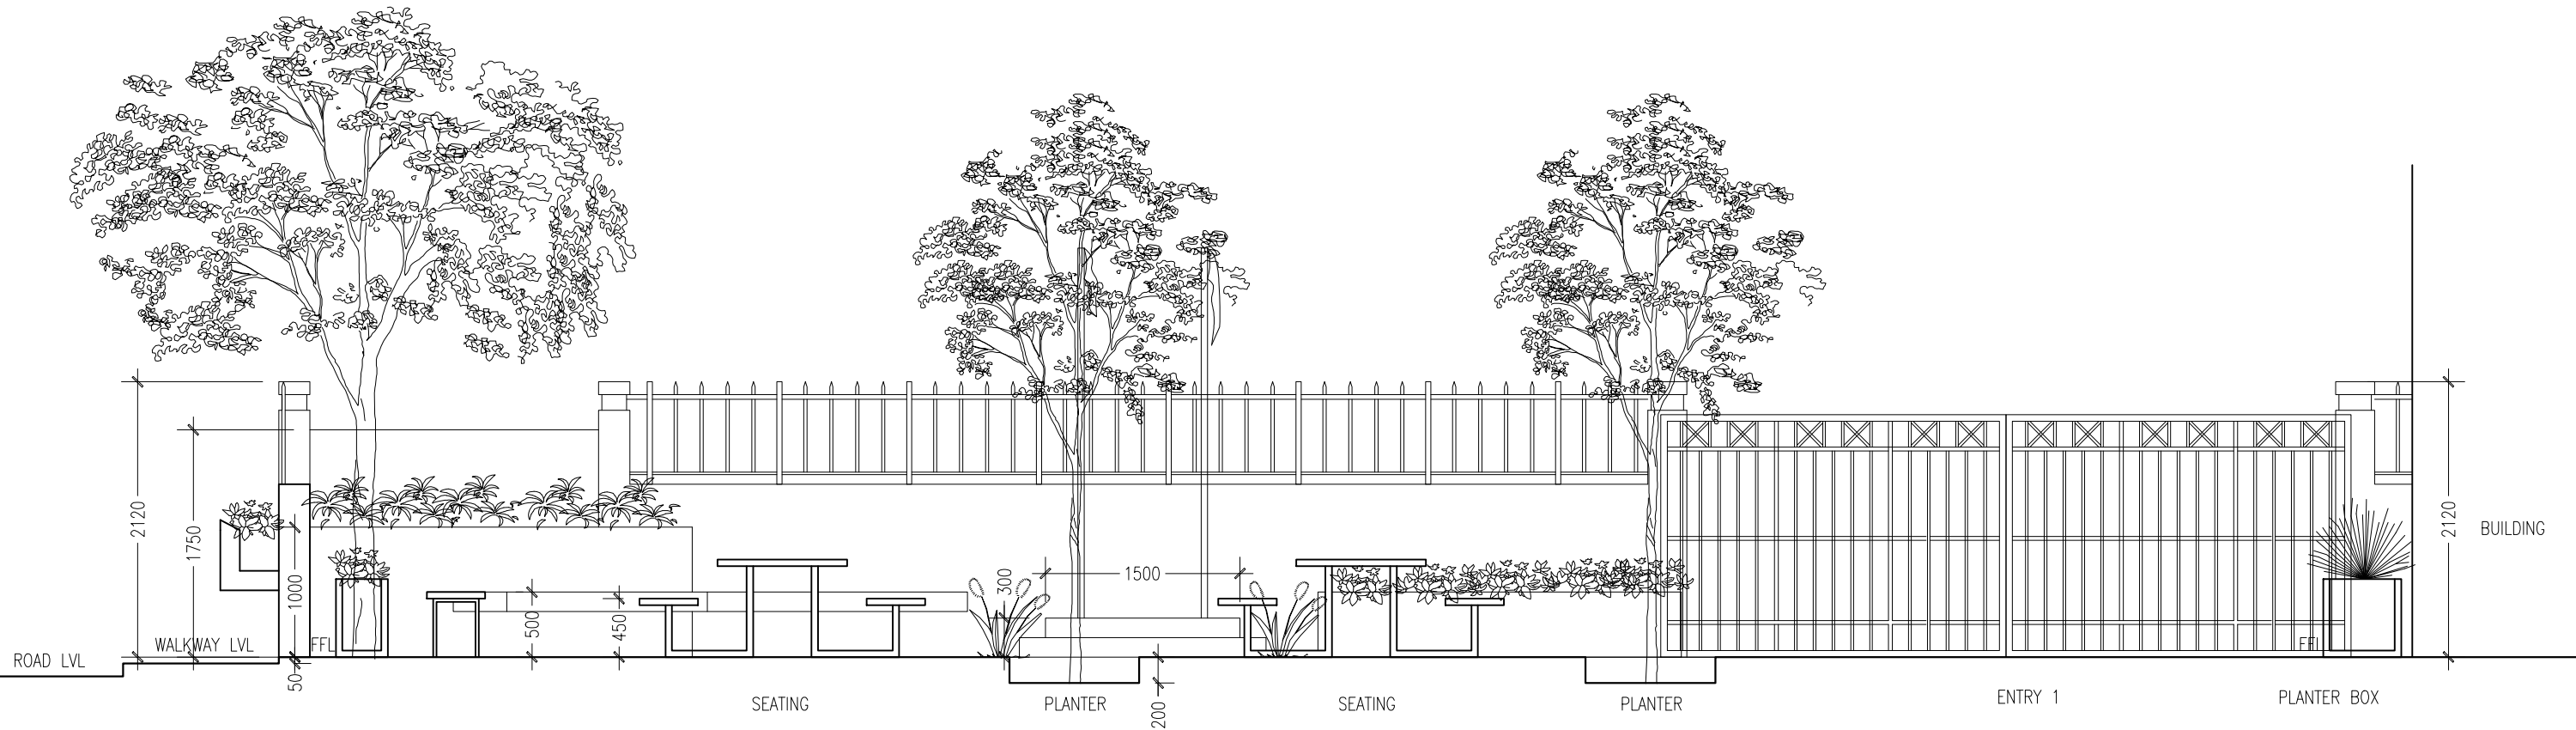 2120
1750
1000
50
500
450
300
1500
200
2120
BUILDING
ROAD LVL
WALKWAY LVL
FFL
FFL
SEATING
PLANTER
SEATING
PLANTER
ENTRY 1
PLANTER BOX